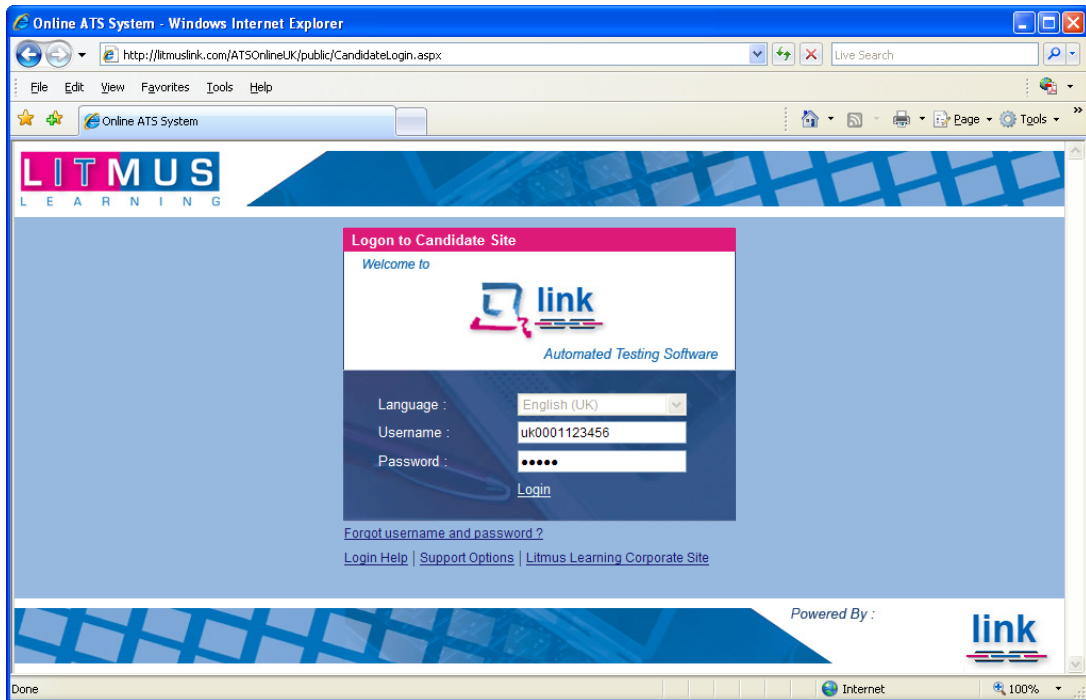 Online ATS System - Windows Internet Explorer
http://litmuslink.com/ATSOnlineUK/public/CandidateLogin.aspx
Live Search
File Edit View Favorites Tools Help
Online ATS System
Page Tools »
LITMUS
LEARNING
Logon to Candidate Site
Welcome to
link
Automated Testing Software
Language : English (UK)
Username : uk0001123456
Password : •••••
Login
Forgot username and password ?
Login Help | Support Options | Litmus Learning Corporate Site
Powered By :
link
Done Internet 100%